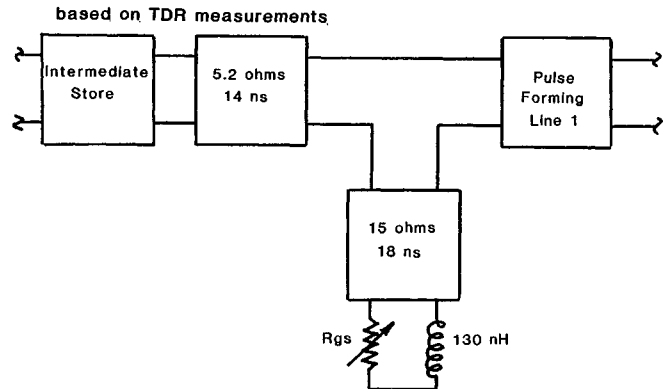 based on TDR measurements
Intermediate
Store
5.2 ohms
14 ns
Pulse
Forming
Line 1
15 ohms
18 ns
Rgs
130 nH